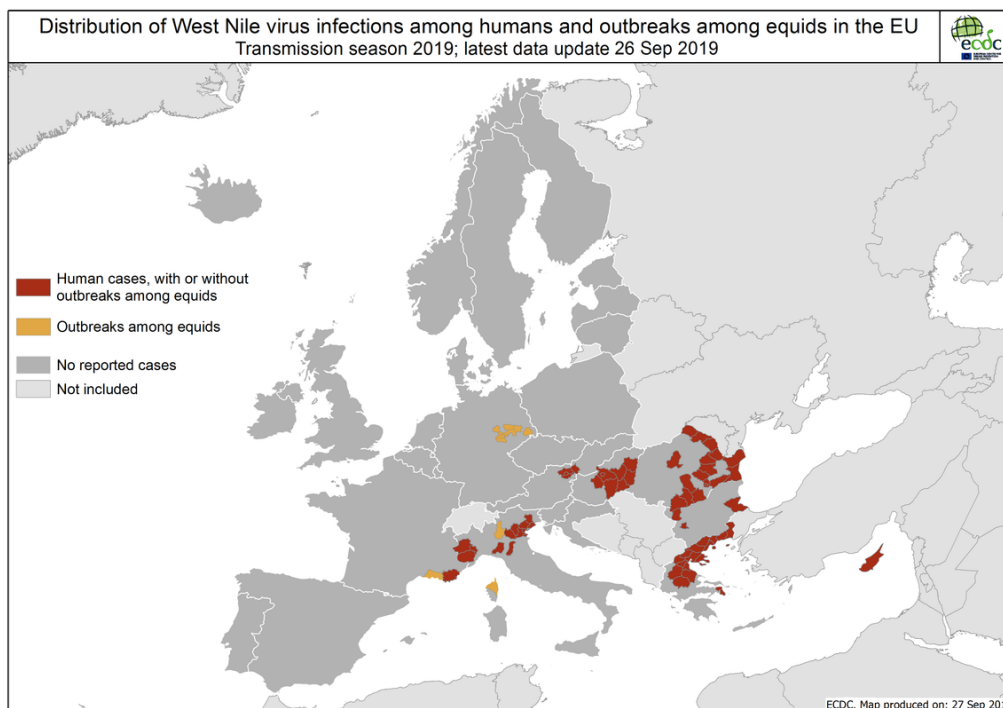 Distribution of West Nile virus infections among humans and outbreaks among equids in the EU
Transmission season 2019; latest data update 26 Sep 2019
ecdc
Human cases, with or without
outbreaks among equids
Outbreaks among equids
No reported cases
Not included
ECDC. Map produced on: 27 Sep 20